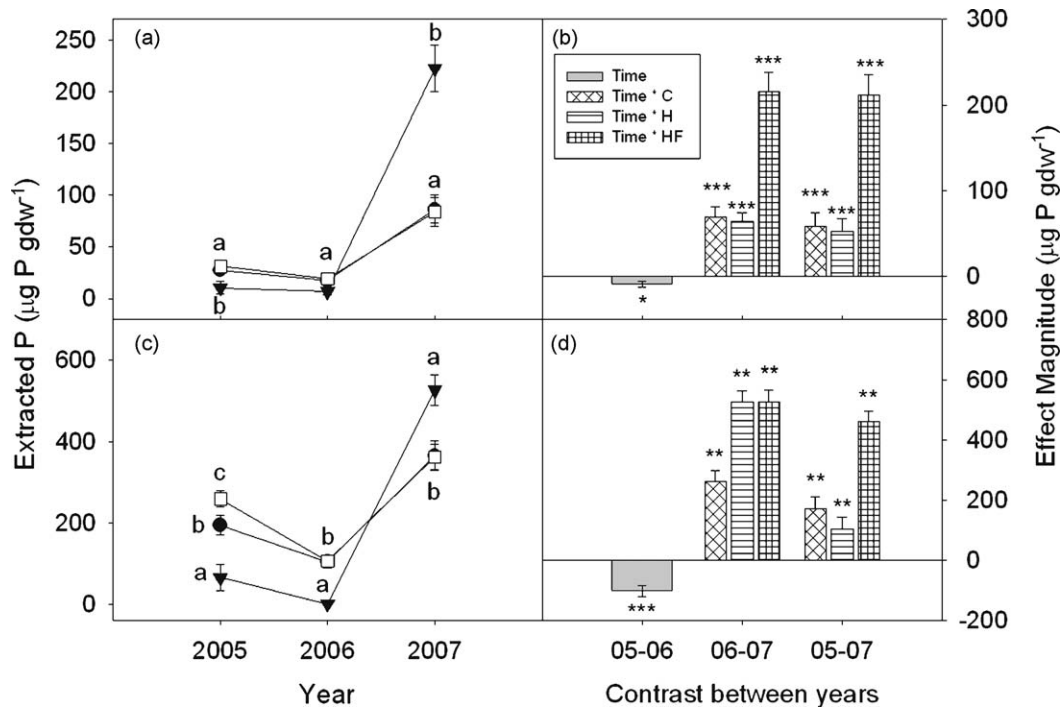 Extracted P (µg P gdw-1)
(a)
250
200
150
100
50
0
b
a
a
a
b
(b)
Time
Time * C
Time * H
Time * HF
*
***
***
***
***
***
***
300
200
100
0
Effect Magnitude (µg P gdw-1)
(c)
600
400
200
0
c
b
a
b
a
a
b
(d)
***
**
**
**
**
**
**
800
600
400
200
0
-200
2005 2006 2007
Year
05-06 06-07 05-07
Contrast between years